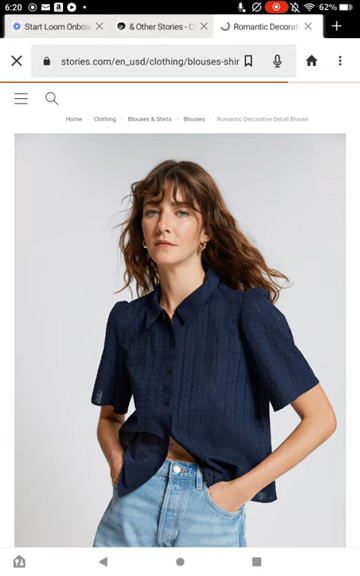 6:20
62%
Start Loom Onboa
& Other Stories - C
Romantic Decorat
stories.com/en_usd/clothing/blouses-shir
Home
Clothing
Blouses & Shirts
Blouses
Romantic Decorative Detail Blouse